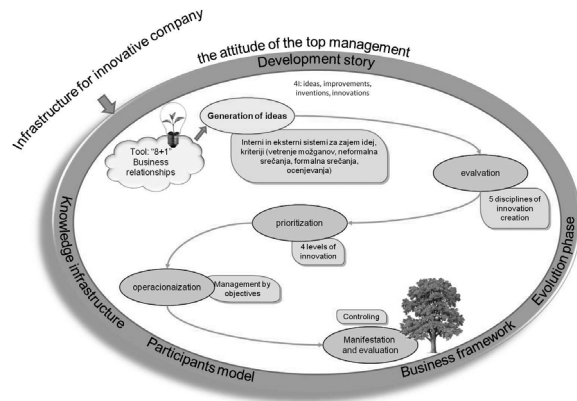 Infrastructure for innovative company
the attitude of the top management
Development story
4I: ideas, improvements,
inventions, innovations
Generation of ideas
Tool: "8+1"
Business
relationships
Interni in eksterni sistemi za zajem idej,
kriteriji (vetrenje možganov, neformalna
srečanja, formalna srečanja,
ocenjevanja)
evalvation
5 disciplines of
innovation
creation
prioritization
4 levels of
innovation
operacionaization
Management by
objectives
Controling
Manifestation
and evaluation
Knowledge infrastructure
Participants model
Business framework
Evolution phase